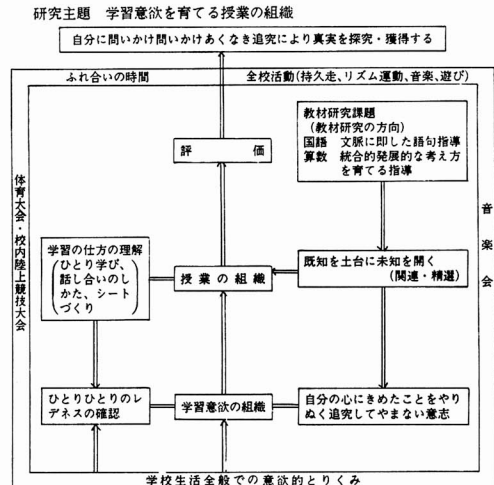 研究主題 学習意欲を育てる授業の組織
自分に問いかけ問いかけあくなき追究により真実を探究・獲得する
ふれ合いの時間
全校活動(持久走、リズム運動、音楽、遊び)
教材研究課題
(教材研究の方向)
国語 文脈に即した語句指導
算数 統合的発展的な考え方
を育てる指導
評価
体育大会・校内陸上競技大会
音楽会
学習の仕方の理解
(ひとり学び、
話し合いのし
かた、シート
づくり)
授業の組織
既知を土台に未知を開く
(関連・精選)
ひとりひとりのレ
デネスの確認
学習意欲の組織
自分の心にきめたことをやり
ぬく追究してやまない意志
学校生活全般での意欲的とりくみ